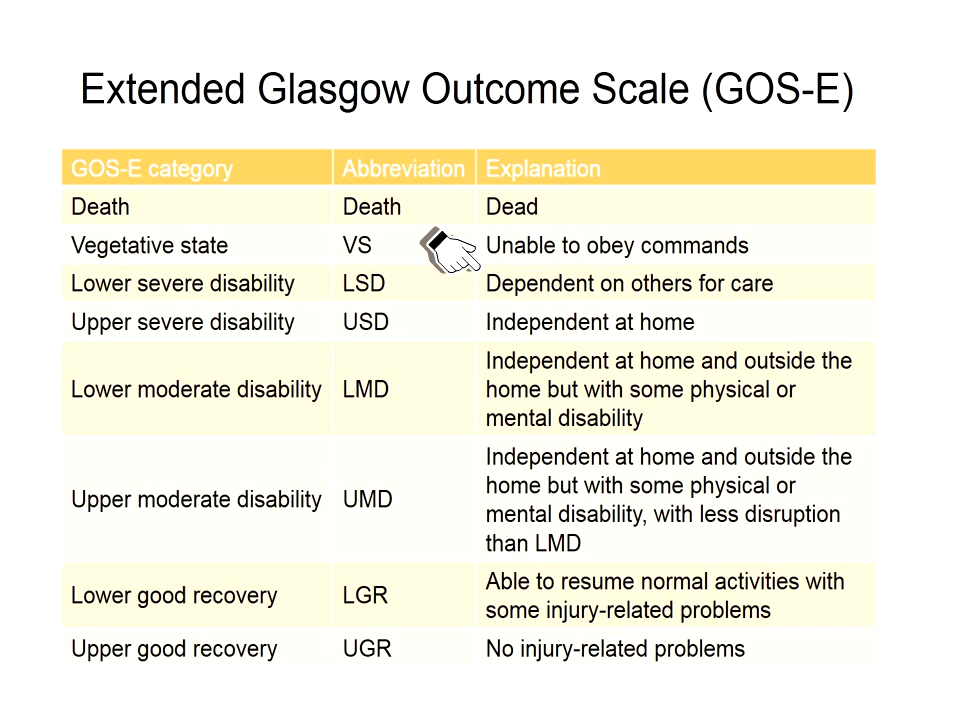 Extended Glasgow Outcome Scale (GOS-E)
GOS-E category Abbreviation Explanation
Death Death Dead
Vegetative state VS Unable to obey commands
Lower severe disability LSD Dependent on others for care
Upper severe disability USD Independent at home
Lower moderate disability LMD Independent at home and outside the
home but with some physical or
mental disability
Upper moderate disability UMD Independent at home and outside the
home but with some physical or
mental disability, with less disruption
than LMD
Lower good recovery LGR Able to resume normal activities with
some injury-related problems
Upper good recovery UGR No injury-related problems